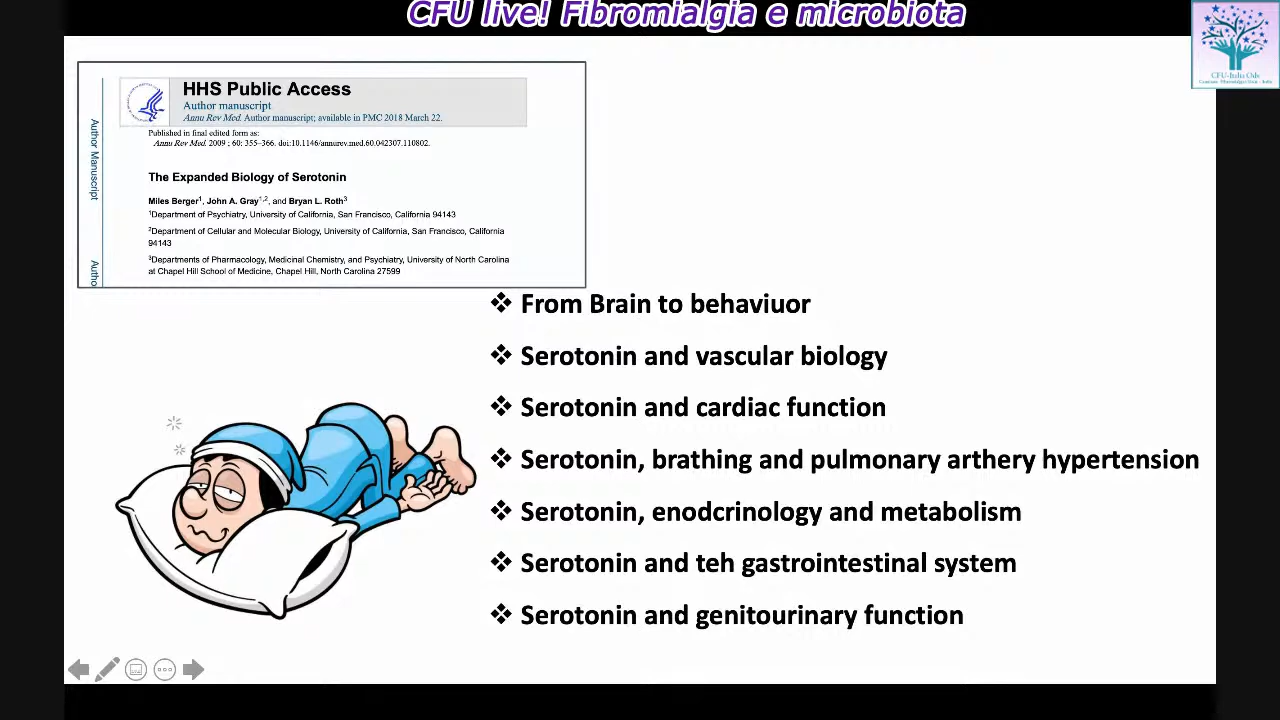 CFU live! Fibromialgia e microbiota
CFU-Italia Odv
HHS Public Access
Author manuscript
Annu Rev Med. Author manuscript; available in PMC 2018 March 22.
Published in final edited form as:
Annu Rev Med. 2009 ; 60: 355–366. doi:10.1146/annurev.med.60.042307.110802.
Author Manuscript
The Expanded Biology of Serotonin
Miles Berger1, John A. Gray1,2, and Bryan L. Roth3
1Department of Psychiatry, University of California, San Francisco, California 94143
2Department of Cellular and Molecular Biology, University of California, San Francisco, California
94143
3Departments of Pharmacology, Medicinal Chemistry, and Psychiatry, University of North Carolina
at Chapel Hill School of Medicine, Chapel Hill, North Carolina 27599
Autho
❖ From Brain to behaviuor
❖ Serotonin and vascular biology
❖ Serotonin and cardiac function
❖ Serotonin, brathing and pulmonary arthery hypertension
❖ Serotonin, enodcrinology and metabolism
❖ Serotonin and teh gastrointestinal system
❖ Serotonin and genitourinary function